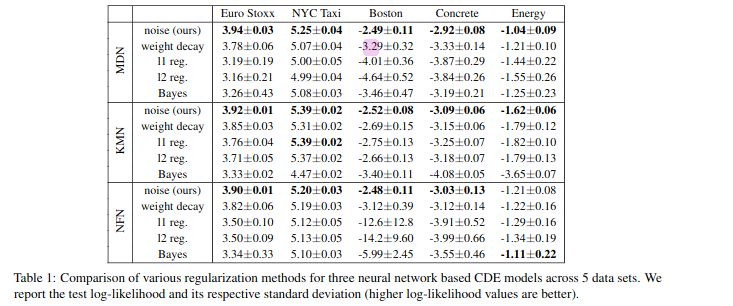 Euro Stoxx NYC Taxi Boston Concrete Energy
MDN
noise (ours) 3.94±0.03 5.25±0.04 -2.49±0.11 -2.92±0.08 -1.04±0.09
weight decay 3.78±0.06 5.07±0.04 -3.29±0.32 -3.33±0.14 -1.21±0.10
l1 reg. 3.19±0.19 5.00±0.05 -4.01±0.36 -3.87±0.29 -1.44±0.22
l2 reg. 3.16±0.21 4.99±0.04 -4.64±0.52 -3.84±0.26 -1.55±0.26
Bayes 3.26±0.43 5.08±0.03 -3.46±0.47 -3.19±0.21 -1.25±0.23
KMN
noise (ours) 3.92±0.01 5.39±0.02 -2.52±0.08 -3.09±0.06 -1.62±0.06
weight decay 3.85±0.03 5.31±0.02 -2.69±0.15 -3.15±0.06 -1.79±0.12
l1 reg. 3.76±0.04 5.39±0.02 -2.75±0.13 -3.25±0.07 -1.82±0.10
l2 reg. 3.71±0.05 5.37±0.02 -2.66±0.13 -3.18±0.07 -1.79±0.13
Bayes 3.33±0.02 4.47±0.02 -3.40±0.11 -4.08±0.05 -3.65±0.07
NFN
noise (ours) 3.90±0.01 5.20±0.03 -2.48±0.11 -3.03±0.13 -1.21±0.08
weight decay 3.82±0.06 5.19±0.03 -3.12±0.39 -3.12±0.14 -1.22±0.16
l1 reg. 3.50±0.10 5.12±0.05 -12.6±12.8 -3.91±0.52 -1.29±0.16
l2 reg. 3.50±0.09 5.13±0.05 -14.2±9.60 -3.99±0.66 -1.34±0.19
Bayes 3.34±0.33 5.10±0.03 -5.99±2.45 -3.55±0.46 -1.11±0.22
Table 1: Comparison of various regularization methods for three neural network based CDE models across 5 data sets. We
report the test log-likelihood and its respective standard deviation (higher log-likelihood values are better).